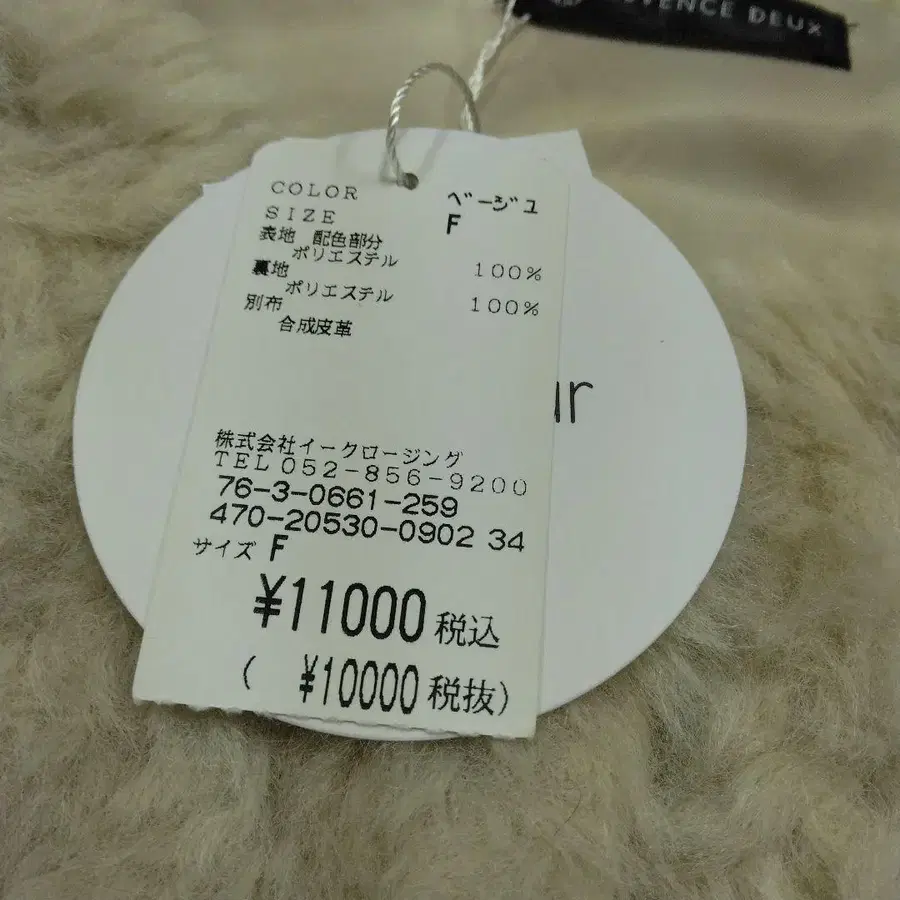 DEUX
COLOR ベージュ
SIZE F
表地 配色部分
ポリエステル 100%
裏地
ポリエステル 100%
別布
合成皮革
株式会社イークロージング
TEL 052-856-9200
76-3-0661-259
470-20530-0902 34
サイズ F
¥11000 税込
( ¥10000 税抜)